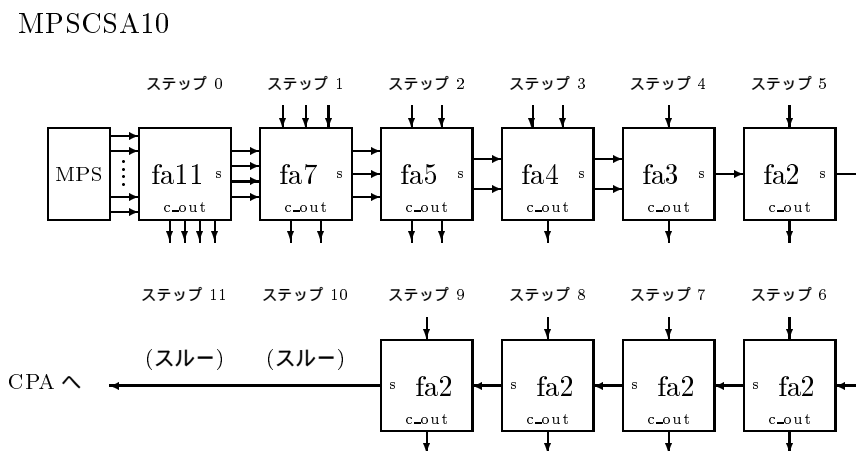 MPSCSA10
ステップ 0 ステップ 1 ステップ 2 ステップ 3 ステップ 4 ステップ 5
MPS fa11 s fa7 s fa5 s fa4 s fa3 s fa2 s
c_out c_out c_out c_out c_out c_out
ステップ 11 ステップ 10 ステップ 9 ステップ 8 ステップ 7 ステップ 6
(スルー) (スルー)
CPA へ s fa2 s fa2 s fa2 s fa2
c_out c_out c_out c_out